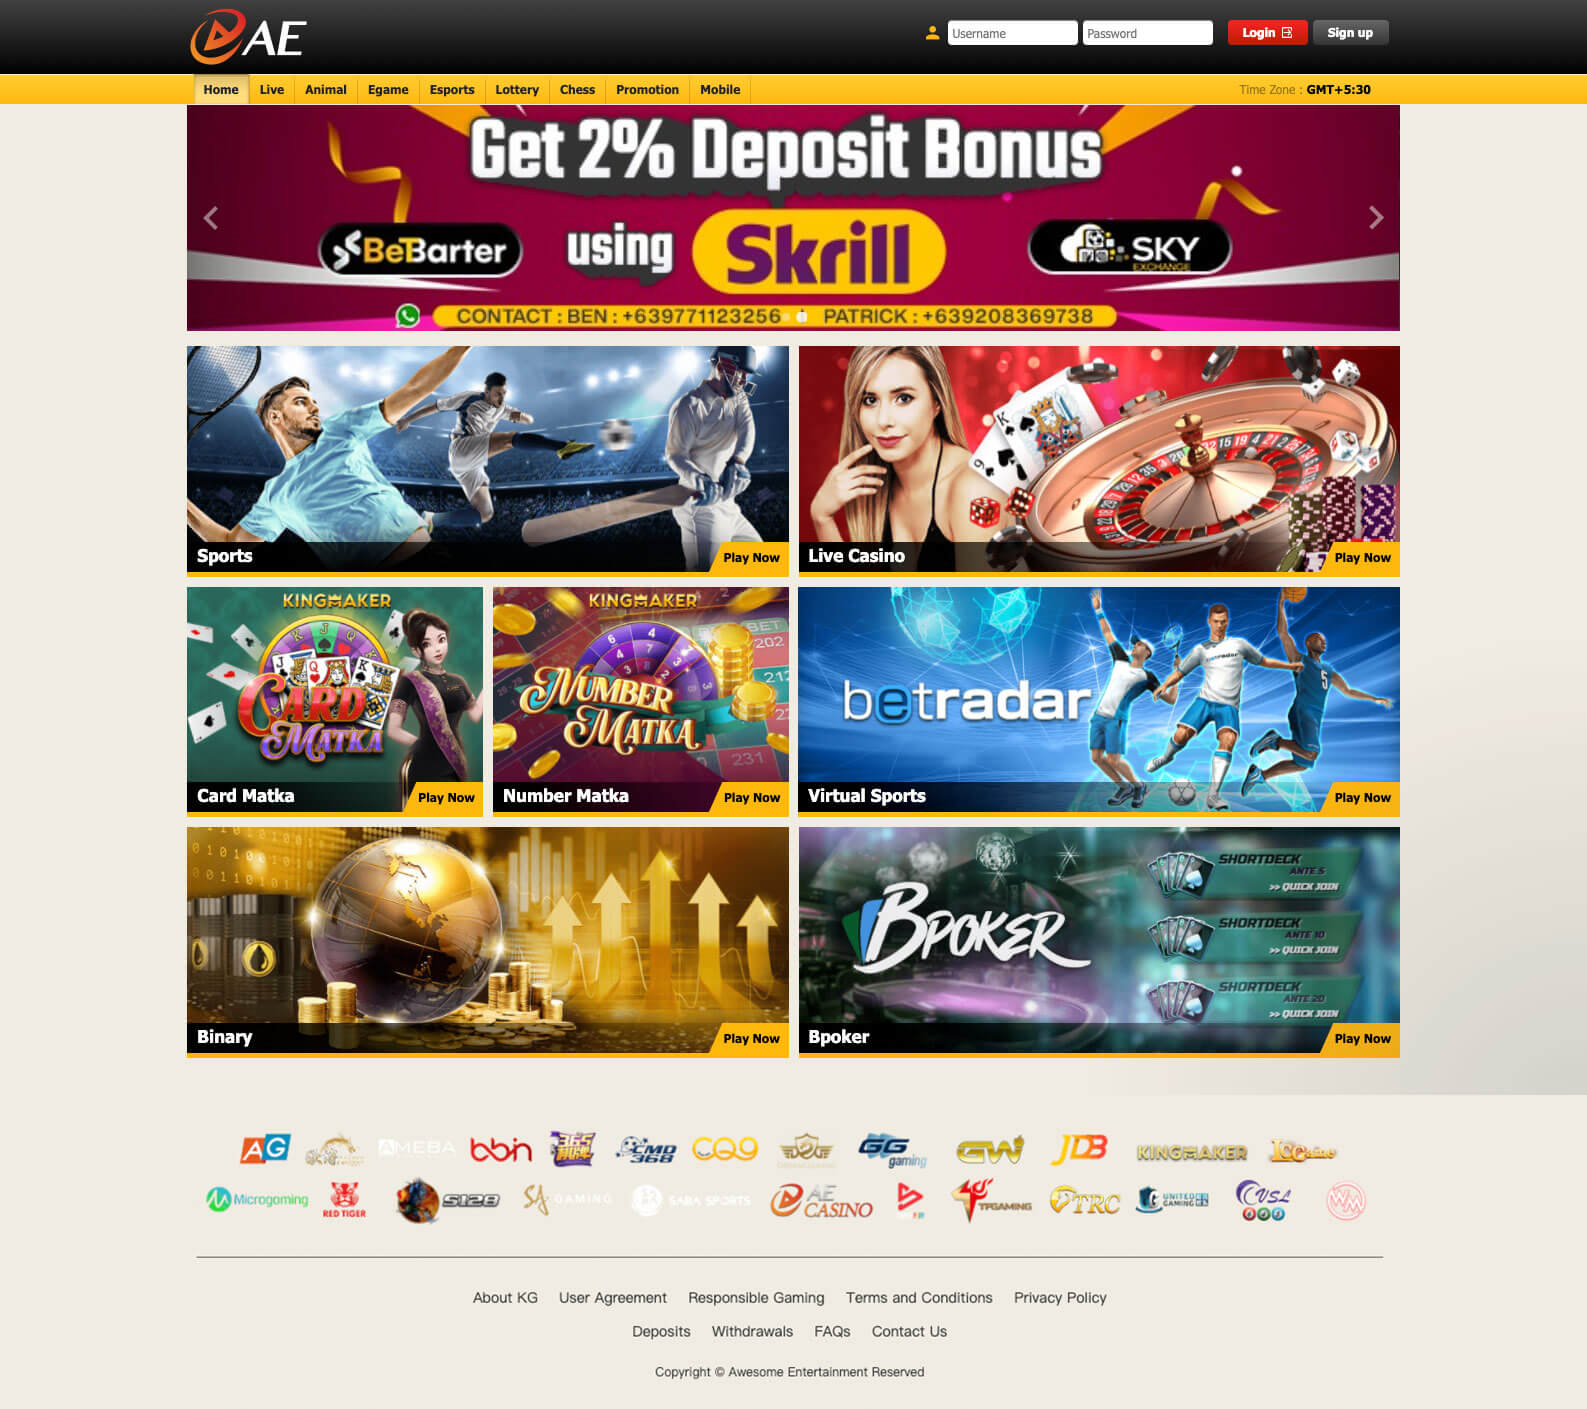 AE
Username
Password
Login
Sign up
Home
Live
Animal
Egame
Esports
Lottery
Chess
Promotion
Mobile
Time Zone : GMT+5:30
Get 2% Deposit Bonus
BetBarter
using
Skrill
SKY
EXCHANGE
CONTACT : BEN : +639771123256
PATRICK : +639208369738
Sports
Play Now
Live Casino
Play Now
KINGMAKER
CARD
MATKA
Card Matka
Play Now
KINGMAKER
NUMBER
MATKA
Number Matka
Play Now
betradar
Virtual Sports
Play Now
Binary
Play Now
BPOKER
SHORTDECK
ANTE 5
>> QUICK JOIN
SHORTDECK
ANTE 10
>> QUICK JOIN
SHORTDECK
ANTE 20
>> QUICK JOIN
Bpoker
Play Now
AG
AMEBA
bbin
365
CMD
368
CQ9
GG
gaming
GW
JDB
KINGMAKER
Microgaming
RED TIGER
S128
SA GAMING
SABA SPORTS
AE
CASINO
TFGAMING
TRC
UNITED
GAMING
VSL
WM
About KG
User Agreement
Responsible Gaming
Terms and Conditions
Privacy Policy
Deposits
Withdrawals
FAQs
Contact Us
Copyright © Awesome Entertainment Reserved